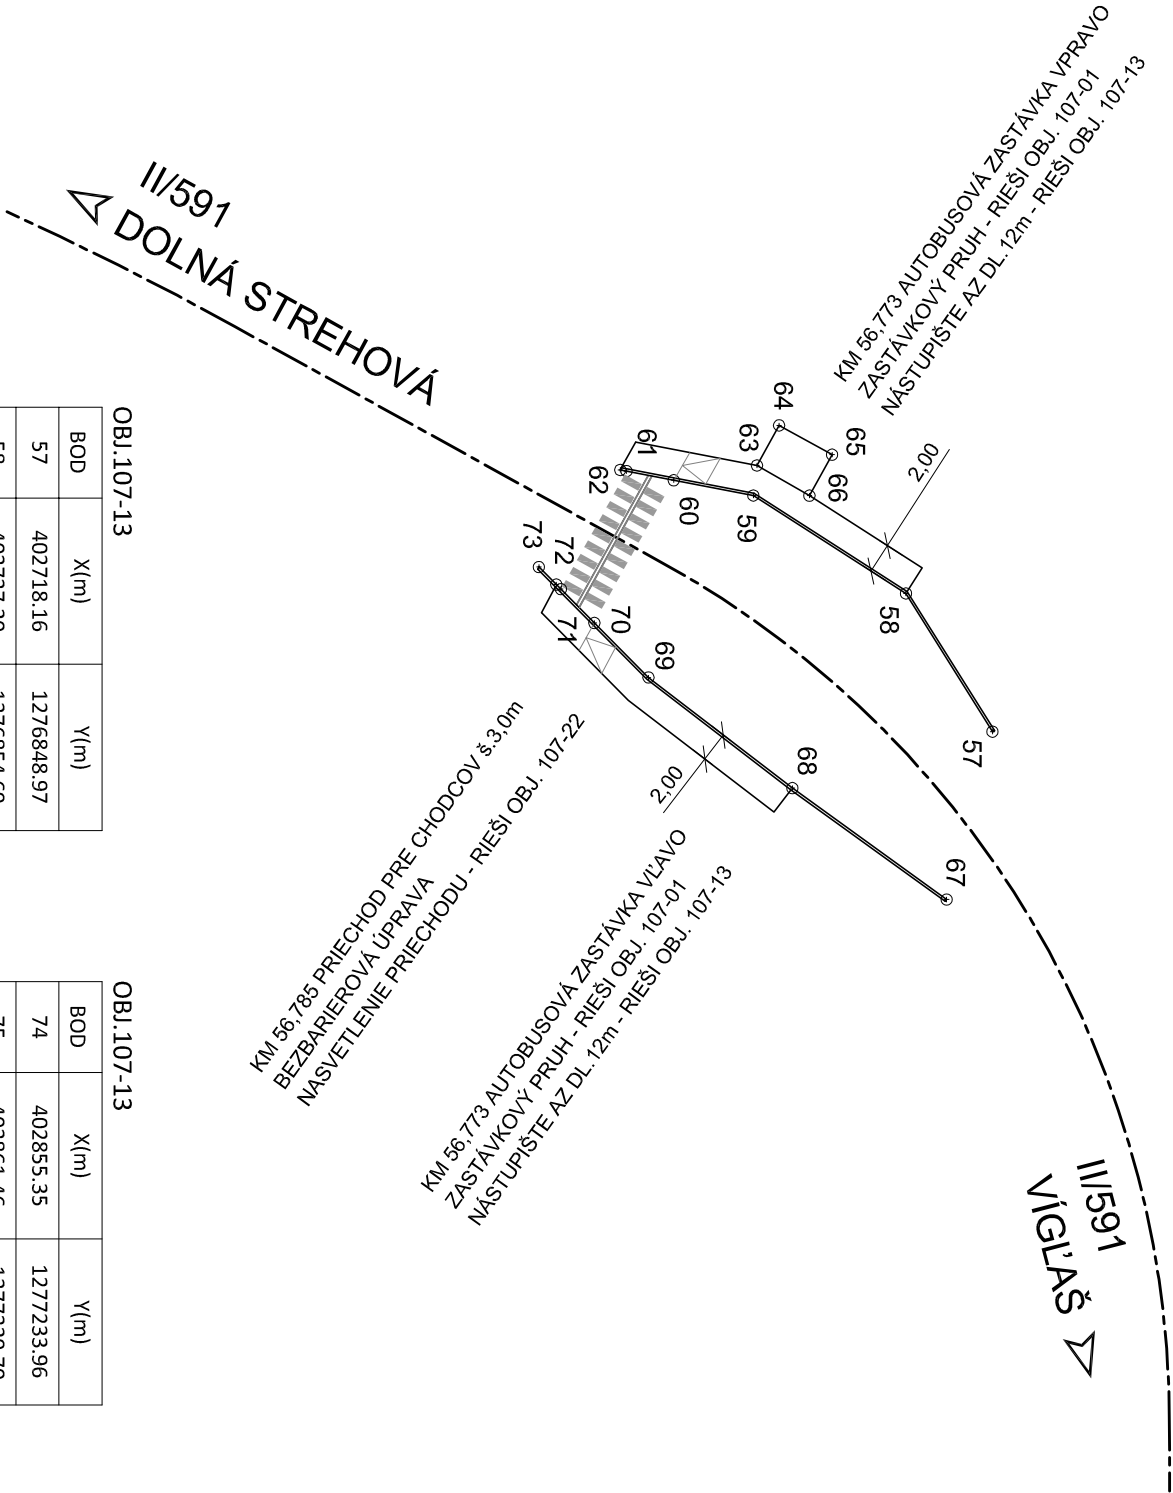 KM 56,773 AUTOBUSOVÁ ZASTÁVKA VPRAVO
ZASTÁVKOVÝ PRUH - RIEŠI OBJ. 107-01
NÁSTUPIŠTE AZ DL.12m - RIEŠI OBJ. 107-13
II/591
DOLNÁ STREHOVÁ
64
65
63
66
2,00
61
62
60
59
58
57
73
72
71
70
69
68
67
2,00
KM 56,785 PRIECHOD PRE CHODCOV š.3,0m
BEZBARIEROVÁ ÚPRAVA
NASVETLENIE PRIECHODU - RIEŠI OBJ. 107-22
KM 56,773 AUTOBUSOVÁ ZASTÁVKA VĽAVO
ZASTÁVKOVÝ PRUH - RIEŠI OBJ. 107-01
NÁSTUPIŠTE AZ DL.12m - RIEŠI OBJ. 107-13
II/591
VÍGĽAŠ
OBJ.107-13
BOD X(m) Y(m)
57 402718.16 1276848.97
OBJ.107-13
BOD X(m) Y(m)
74 402855.35 1277233.96